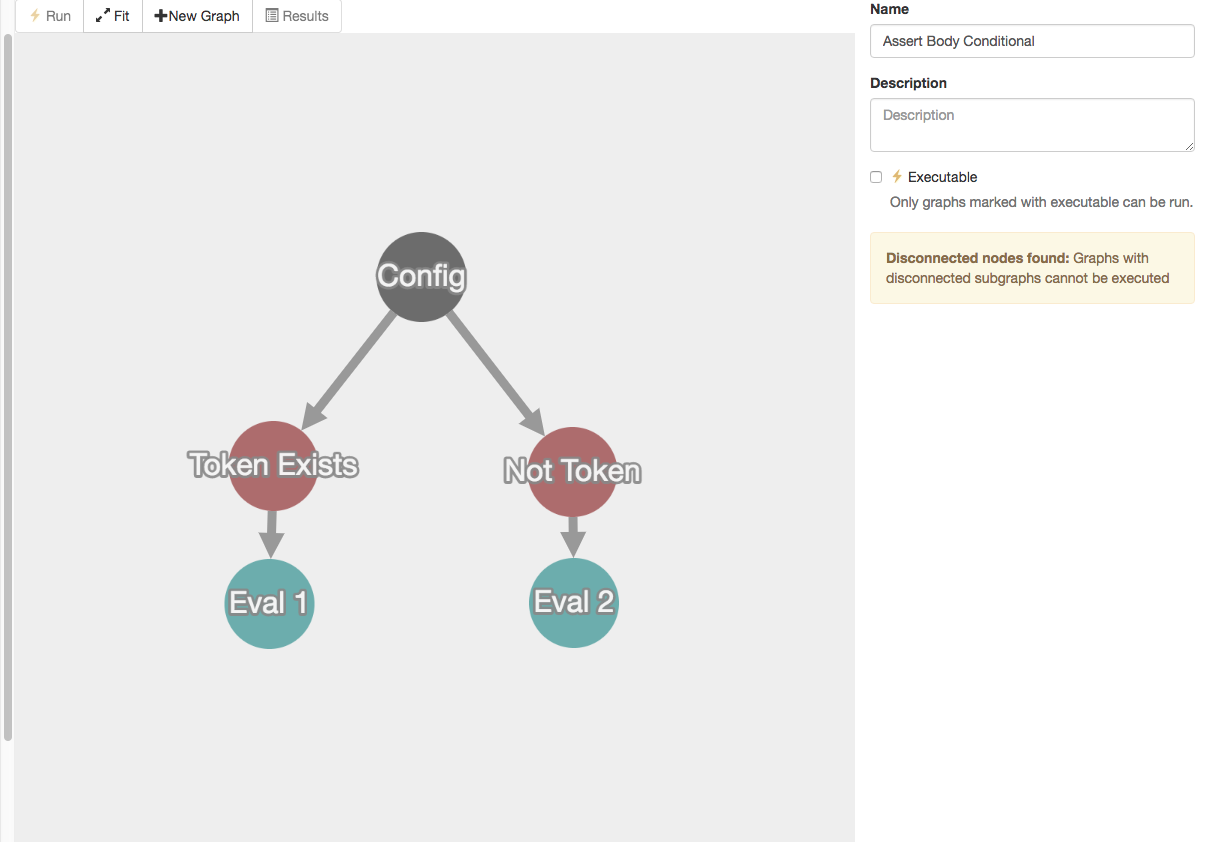 Run Fit New Graph Results
Name
Assert Body Conditional
Description
Description
Executable
Only graphs marked with executable can be run.
Disconnected nodes found: Graphs with
disconnected subgraphs cannot be executed
Config
Token Exists
Not Token
Eval 1
Eval 2